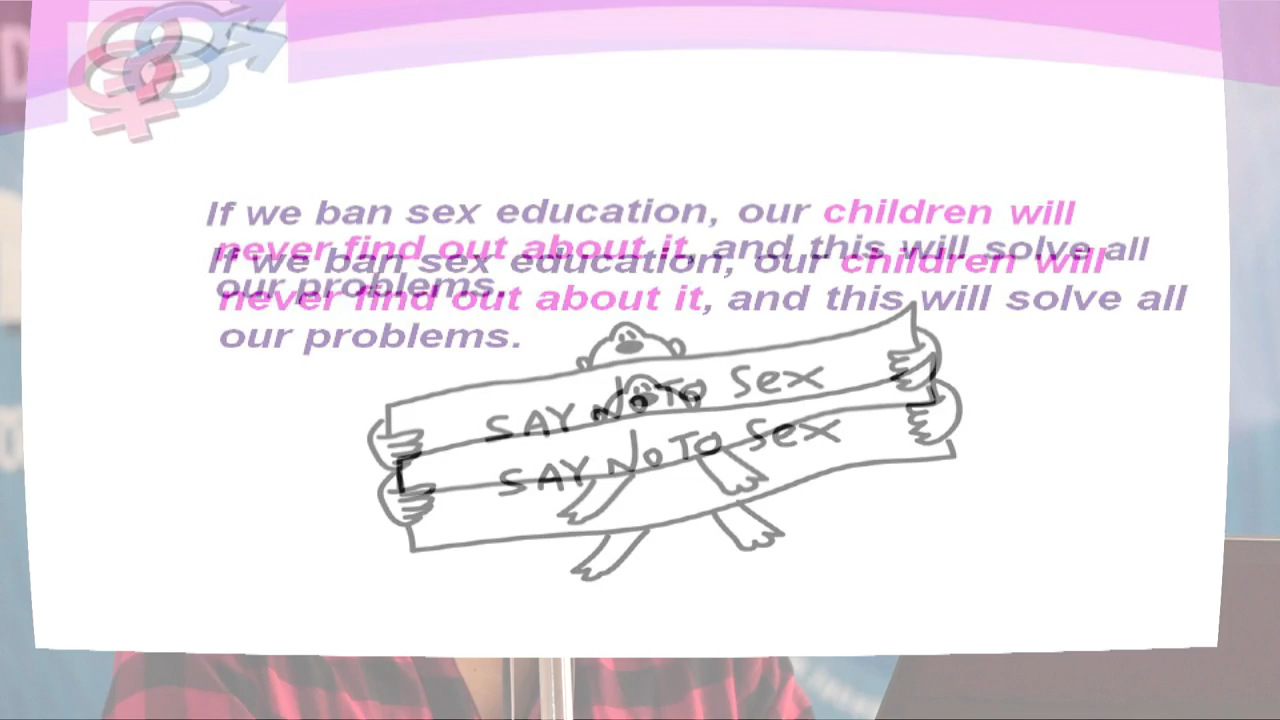 If we ban sex education, our children will
never find out about it, and this will solve all
our problems.
If we ban sex education, our children will
never find out about it, and this will solve all
our problems.
SAY NO TO SEX
SAY NO TO SEX